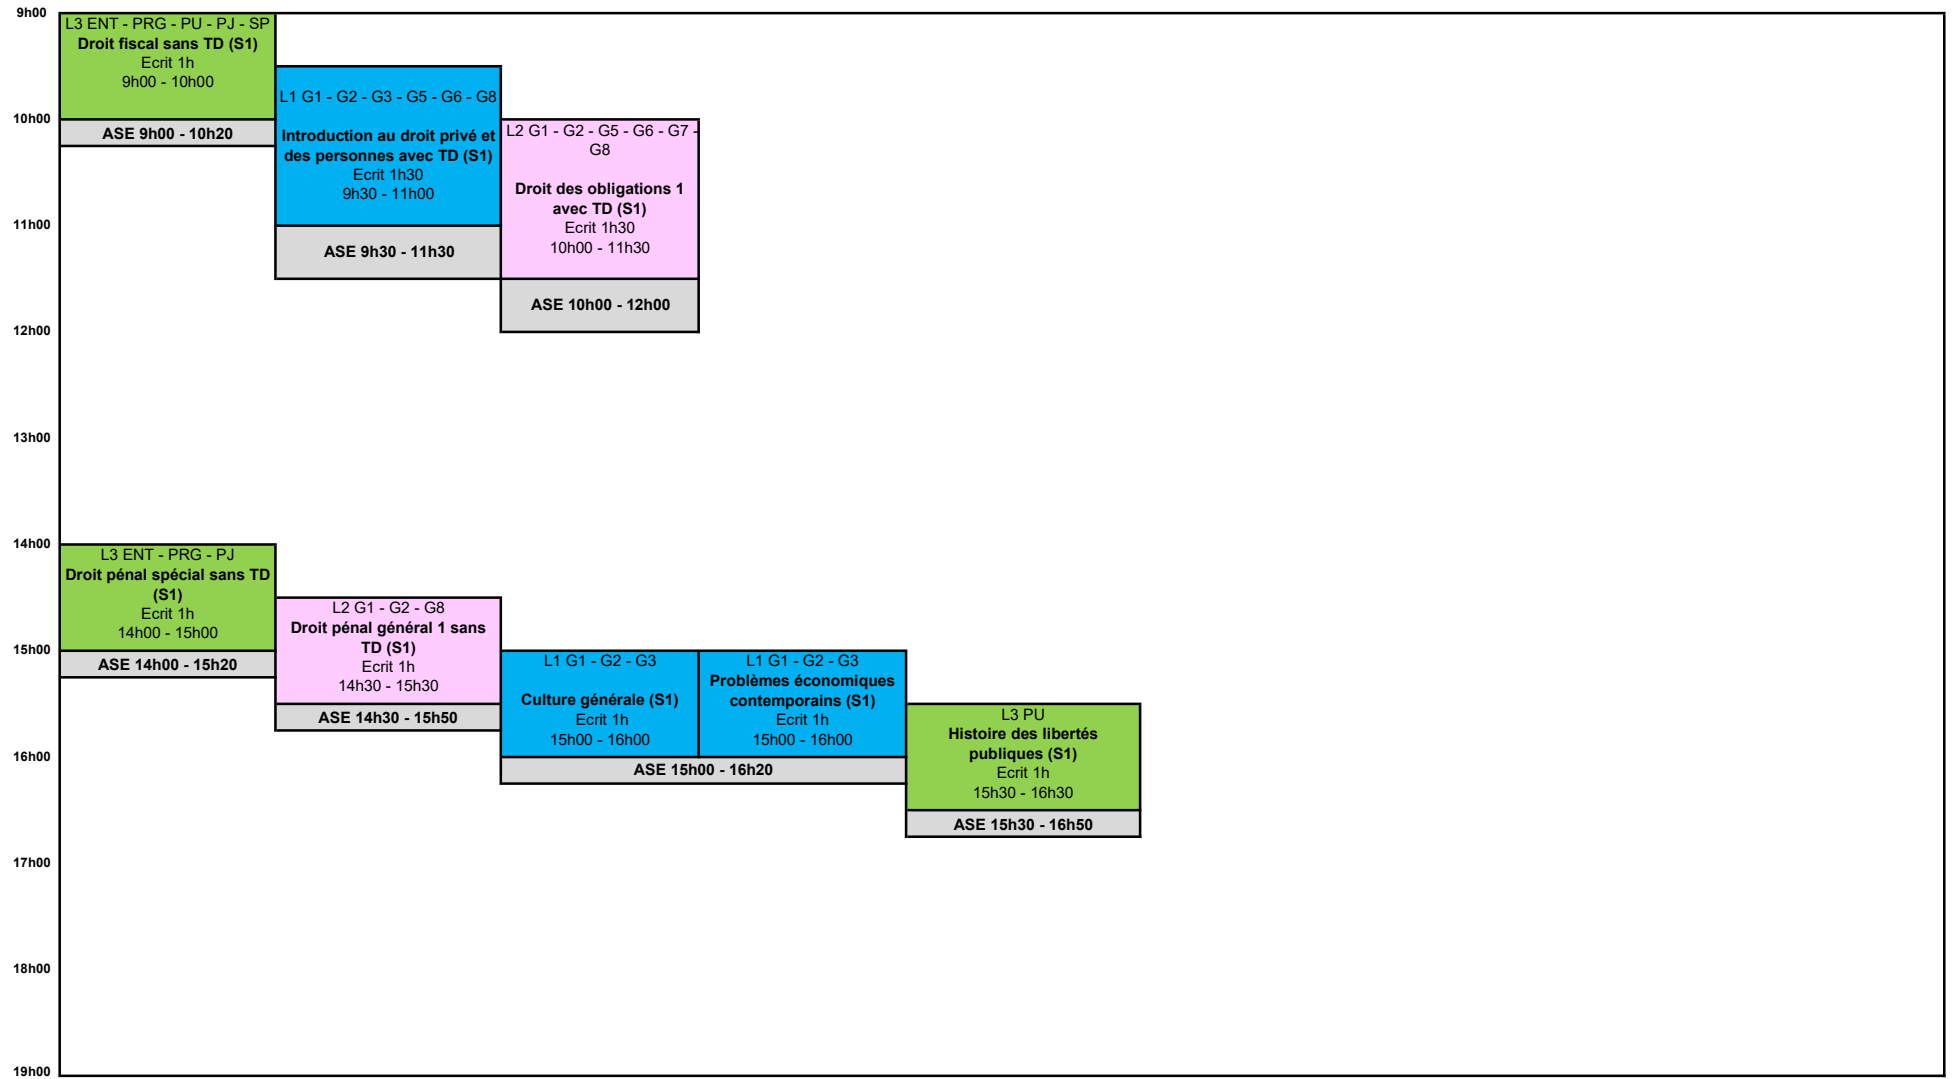 9h00
L3 ENT - PRG - PU - PJ - SP
Droit fiscal sans TD (S1)
Ecrit 1h
9h00 - 10h00
ASE 9h00 - 10h20
L1 G1 - G2 - G3 - G5 - G6 - G8
Introduction au droit privé et
des personnes avec TD (S1)
Ecrit 1h30
9h30 - 11h00
ASE 9h30 - 11h30
10h00
L2 G1 - G2 - G5 - G6 - G7 -
G8
Droit des obligations 1
avec TD (S1)
Ecrit 1h30
10h00 - 11h30
ASE 10h00 - 12h00
11h00
12h00
13h00
14h00
L3 ENT - PRG - PJ
Droit pénal spécial sans TD
(S1)
Ecrit 1h
14h00 - 15h00
ASE 14h00 - 15h20
L2 G1 - G2 - G8
Droit pénal général 1 sans
TD (S1)
Ecrit 1h
14h30 - 15h30
ASE 14h30 - 15h50
15h00
L1 G1 - G2 - G3
Culture générale (S1)
Ecrit 1h
15h00 - 16h00
L1 G1 - G2 - G3
Problèmes économiques
contemporains (S1)
Ecrit 1h
15h00 - 16h00
ASE 15h00 - 16h20
L3 PU
Histoire des libertés
publiques (S1)
Ecrit 1h
15h30 - 16h30
ASE 15h30 - 16h50
16h00
17h00
18h00
19h00